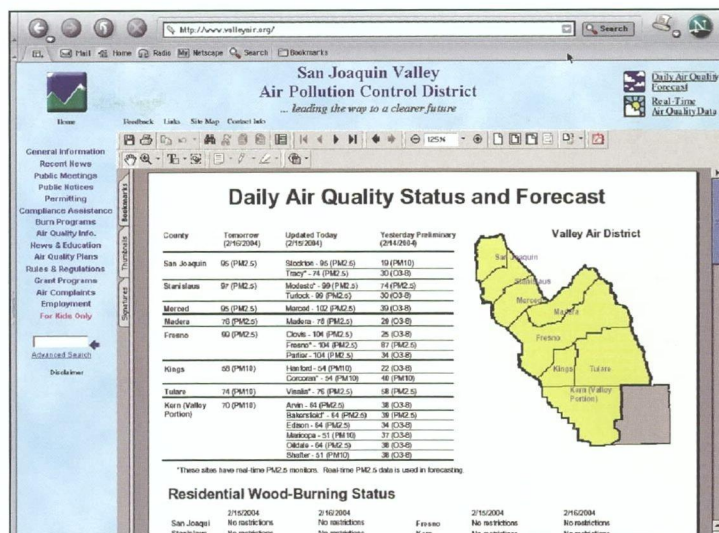 http://www.valleyair.org/
Search
Mail Home Radio Netscape Search Bookmarks
San Joaquin Valley
Air Pollution Control District
... leading the way to a clearer future
Daily Air Quality
Forecast
Real-Time
Air Quality Data
Home
Feedback Links Site Map Contact Info
General Information
Recent News
Public Meetings
Public Notices
Permitting
Compliance Assistance
Burn Programs
Air Quality Info.
News & Education
Air Quality Plans
Rules & Regulations
Grant Programs
Air Complaints
Employment
For Kids Only
Advanced Search
Disclaimer
125%
Bookmarks
Thumbnails
Signatures
Daily Air Quality Status and Forecast
County Tomorrow Updated Today Yesterday Preliminary
(2/16/2004) (2/15/2004) (2/14/2004)
San Joaquin 95 (PM2.5) Stockton - 95 (PM2.5) 19 (PM10)
Tracy* - 74 (PM2.5) 30 (O3-8)
Stanislaus 97 (PM2.5) Modesto* - 99 (PM2.5) 74 (PM2.5)
Turlock - 99 (PM2.5) 30 (O3-8)
Merced 95 (PM2.5) Merced - 102 (PM2.5) 39 (O3-8)
Madera 76 (PM2.5) Madera - 76 (PM2.5) 29 (O3-8)
Fresno 99 (PM2.5) Clovis - 104 (PM2.5) 25 (O3-8)
Fresno* - 104 (PM2.5) 87 (PM2.5)
Parlier - 104 (PM2.5) 34 (O3-8)
Kings (PM10) Hanford - 54 (PM10) 22 (O3-8)
Corcoran* - 54 (PM10) 40 (PM10)
Tulare 74 (PM10) Visalia* - 76 (PM2.5) 58 (PM2.5)
Kern (Valley 70 (PM10) Arvin - 64 (PM2.5) 38 (O3-8)
Portion) Bakersfield* - 64 (PM2.5) 39 (PM2.5)
Edison - 64 (PM2.5) 34 (O3-8)
Maricopa - 51 (PM10) 37 (O3-8)
Oildale - 64 (PM2.5) 38 (O3-8)
Shafter - 51 (PM10) 38 (O3-8)
Valley Air District
San Joaquin
Stanislaus
Merced
Madera
Fresno
Kings
Tulare
Kern (Valley
Portion)
*These sites have real-time PM2.5 monitors. Real-time PM2.5 data is used in forecasting.
Residential Wood-Burning Status
2/15/2004 2/16/2004 2/15/2004 2/16/2004
San Joaqui No restrictions No restrictions Fresno No restrictions No restrictions